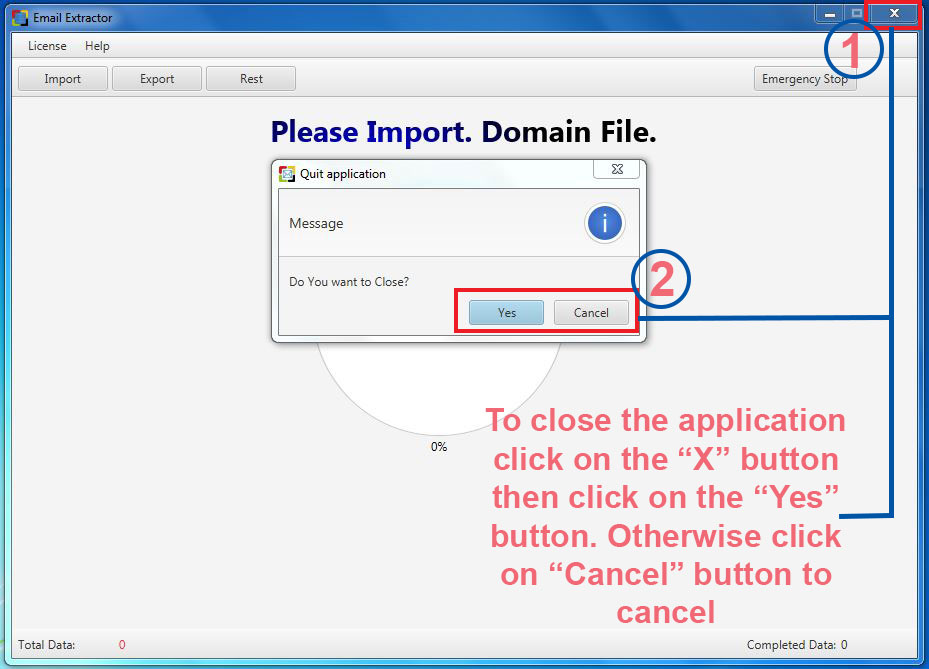 Email Extractor
X
License Help
1
Import Export Rest Emergency Stop
Please Import. Domain File.
Quit application
Message
i
Do You want to Close?
2
Yes Cancel
0%
To close the application
click on the “X” button
then click on the “Yes”
button. Otherwise click
on “Cancel” button to
cancel
Total Data: 0 Completed Data: 0